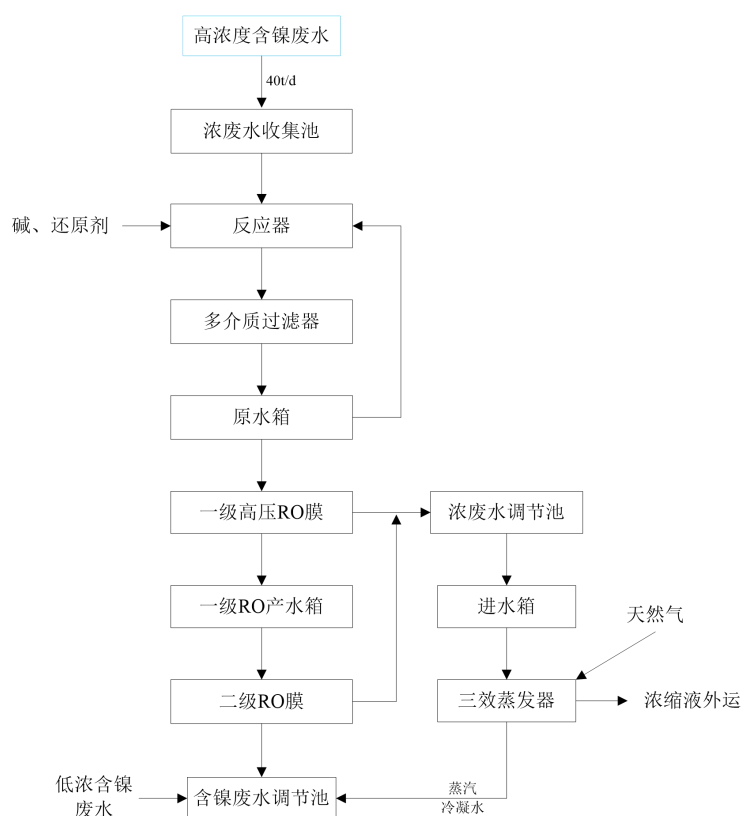 高浓度含镍废水
40t/d
浓废水收集池
碱、还原剂
反应器
多介质过滤器
原水箱
一级高压RO膜
浓废水调节池
一级RO产水箱
进水箱
天然气
二级RO膜
三效蒸发器
浓缩液外运
低浓含镍
废水
含镍废水调节池
蒸汽
冷凝水